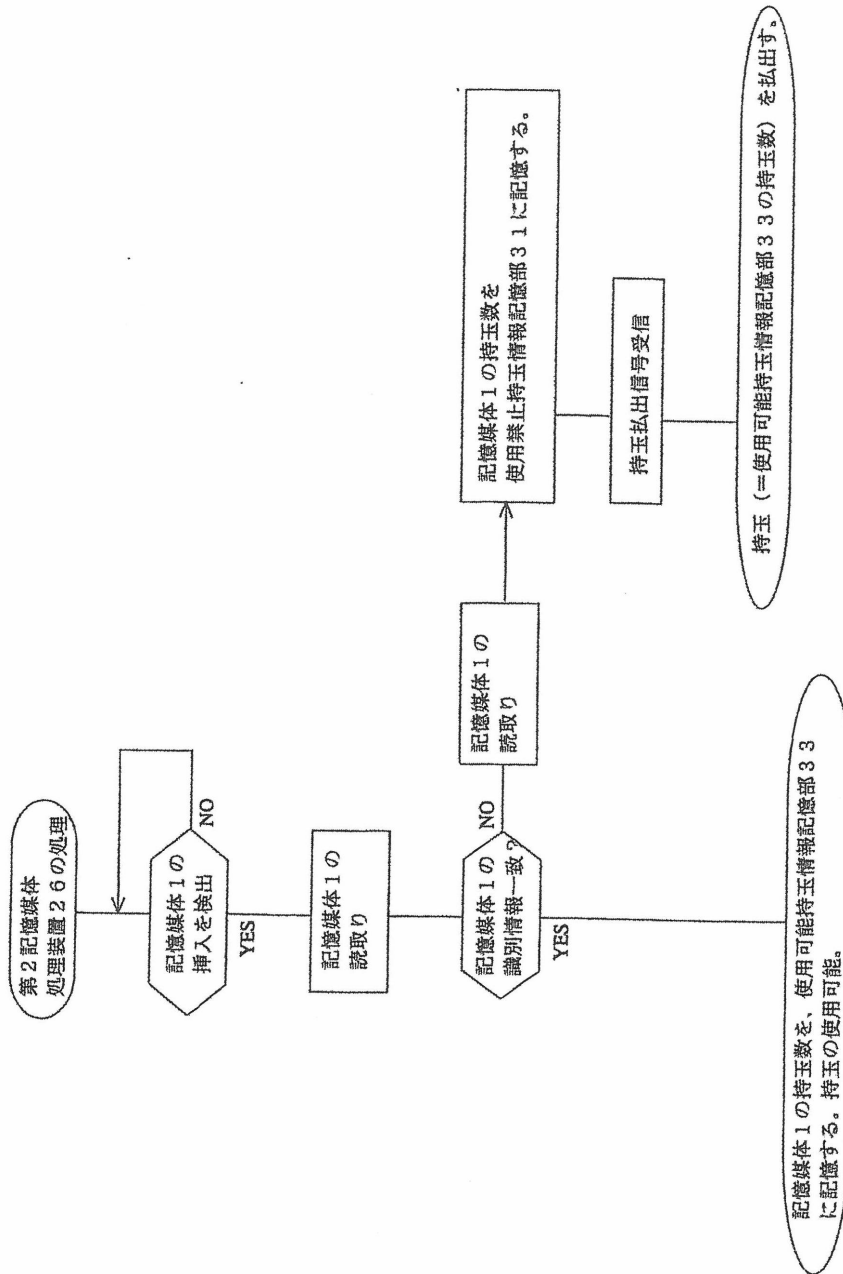 第２記憶媒体
処理装置２６の処理
記憶媒体１の
挿入を検出
NO
YES
記憶媒体１の
読取り
記憶媒体１の
識別情報一致？
NO
YES
記憶媒体１の
読取り
記憶媒体１の持玉数を
使用禁止持玉情報記憶部３１に記憶する。
持玉払出信号受信
持玉（＝使用可能持玉情報記憶部３３の持玉数）を払出す。
記憶媒体１の持玉数を、使用可能持玉情報記憶部３３
に記憶する。持玉の使用可能。